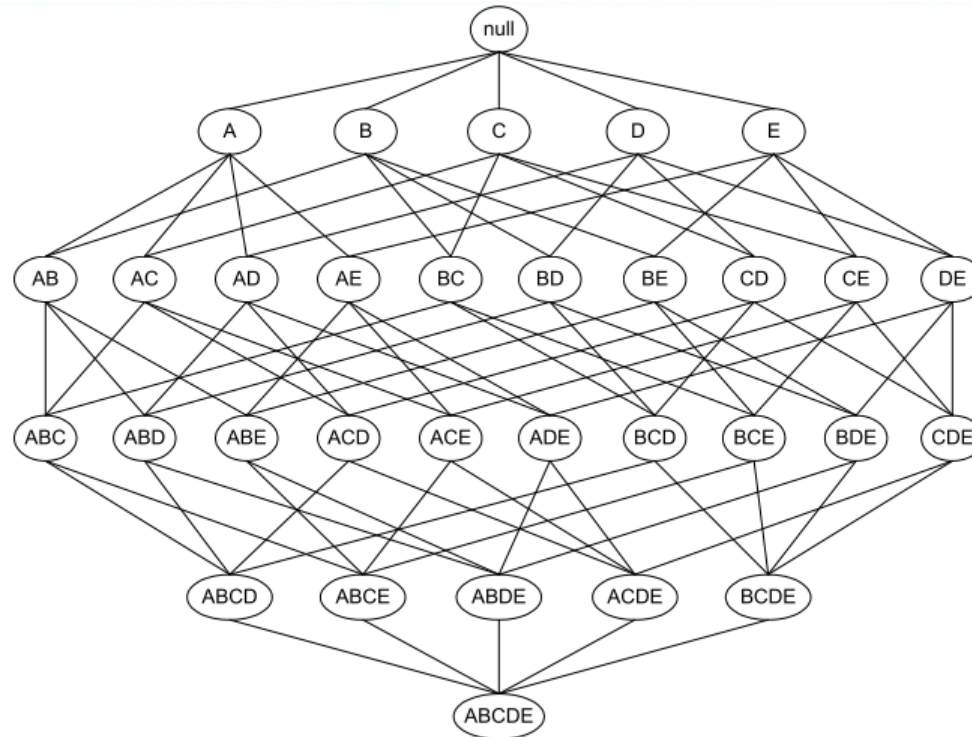 null
A B C D E
AB AC AD AE BC BD BE CD CE DE
ABC ABD ABE ACD ACE ADE BCD BCE BDE CDE
ABCD ABCE ABDE ACDE BCDE
ABCDE